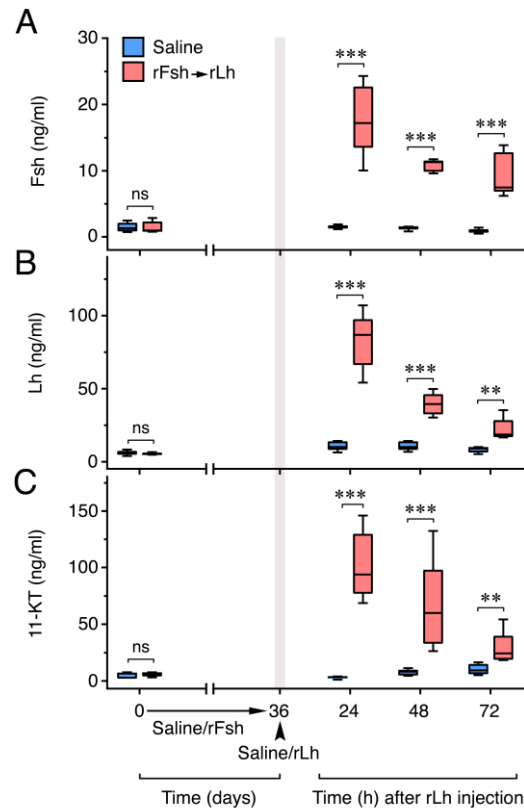 A
Saline
rFsh→rLh
Fsh (ng/ml)
30
20
10
0
ns
***
***
***
B
Lh (ng/ml)
100
50
0
ns
***
***
**
C
11-KT (ng/ml)
150
100
50
0
ns
***
***
**
0 36 24 48 72
Saline/rFsh
Saline/rLh
Time (days) Time (h) after rLh injection